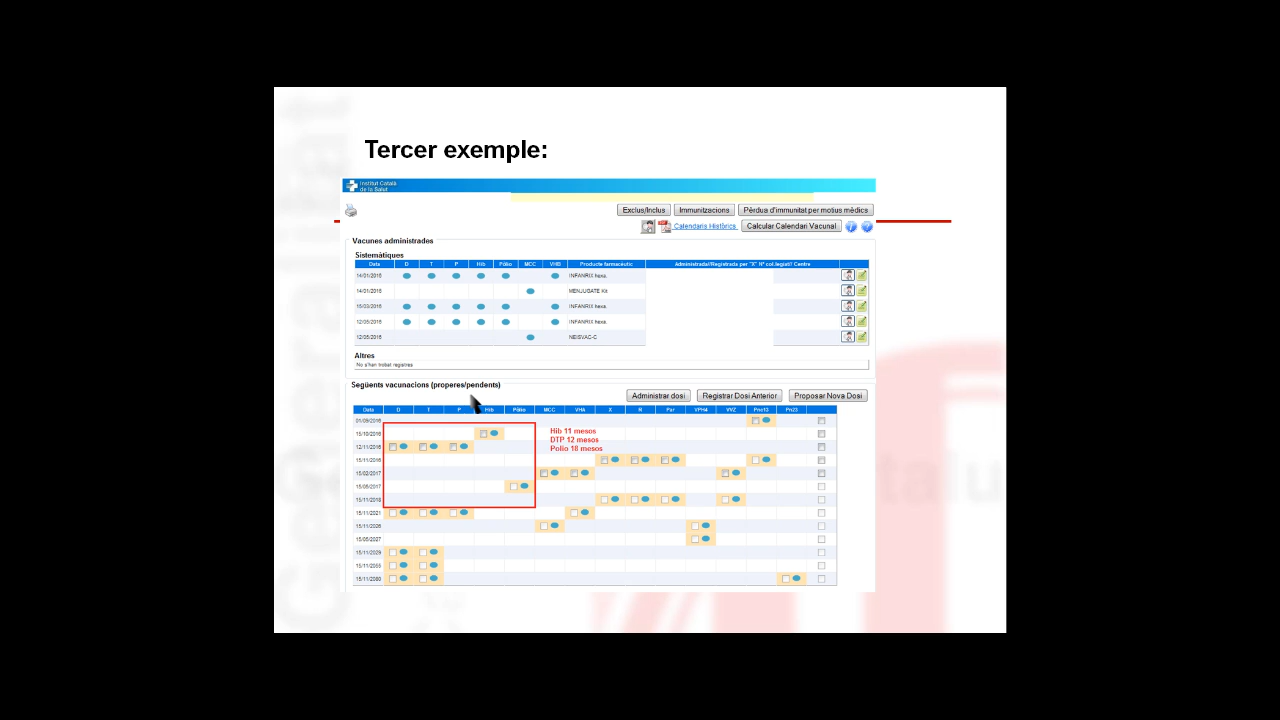 Tercer exemple:
Institut Català
de la Salut
Exclus/Inclus Immunitzacions Pèrdua d'immunitat per motius mèdics
Calendaris Històrics Calcular Calendari Vacunal
Vacunes administrades
Sistemàtiques
Data D T P Hib Pólio MCC VHB Producte farmacèutic Administrada/Registrada per "X" Nº col.legiat/ Centre
14/01/2016 INFANRIX hexa.
14/01/2016 MENJUGATE Kit
15/03/2016 INFANRIX hexa.
12/05/2016 INFANRIX hexa.
12/05/2016 NEISVAC-C
Altres
No s'han trobat registres
Següents vacunacions (properes/pendents)
Administrar dosi Registrar Dosi Anterior Proposar Nova Dosi
Data D T P Hib Pólio MCC VHA X R Par VPH4 VVZ Pnc13 Pn23
01/09/2016
15/10/2016
12/11/2016
15/11/2016
15/02/2017
15/05/2017
15/11/2018
15/11/2021
15/11/2026
15/05/2027
15/11/2029
15/11/2055
15/11/2080
Hib 11 mesos
DTP 12 mesos
Polio 18 mesos
Generalitat